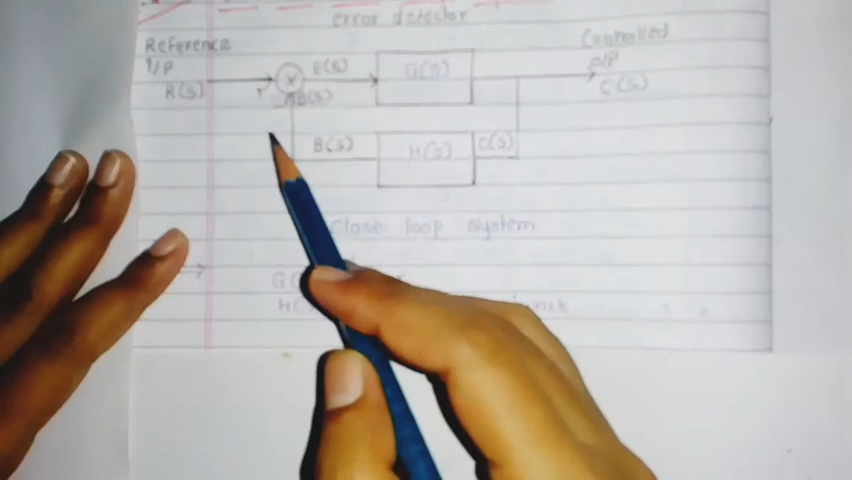 error detector
Reference
I/P
R(S)
E(S)
G(S)
Controlled
O/P
C(S)
B(S)
B(S)
H(S)
C(S)
Close loop system